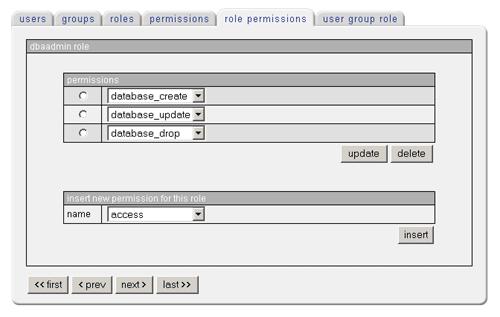 users groups roles permissions role permissions user group role
dbaadmin role
permissions
database_create
database_update
database_drop
update delete
insert new permission for this role
name access
insert
<< first < prev next > last >>